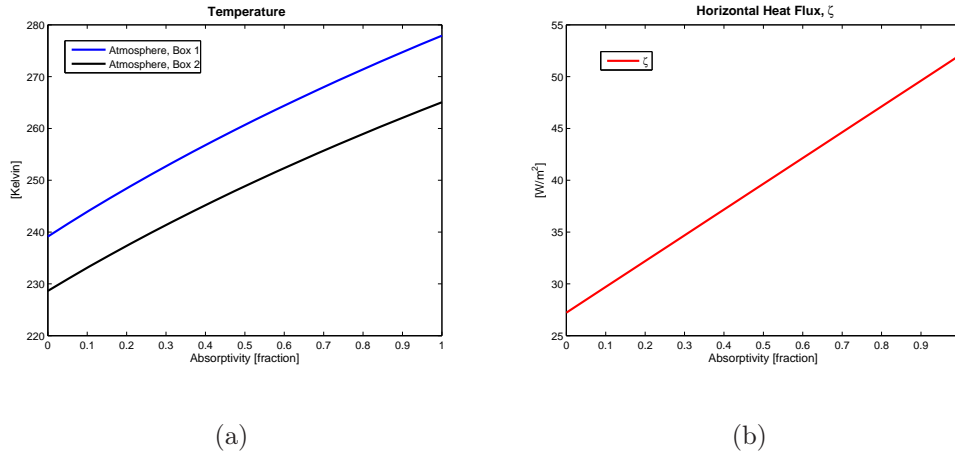 Temperature
280
270
260
250
240
230
220
[Kelvin]
Atmosphere, Box 1
Atmosphere, Box 2
0 0.1 0.2 0.3 0.4 0.5 0.6 0.7 0.8 0.9 1
Absorptivity [fraction]
(a)
Horizontal Heat Flux, ζ
55
50
45
40
35
30
25
[W/m²]
ζ
0 0.1 0.2 0.3 0.4 0.5 0.6 0.7 0.8 0.9
Absorptivity [fraction]
(b)